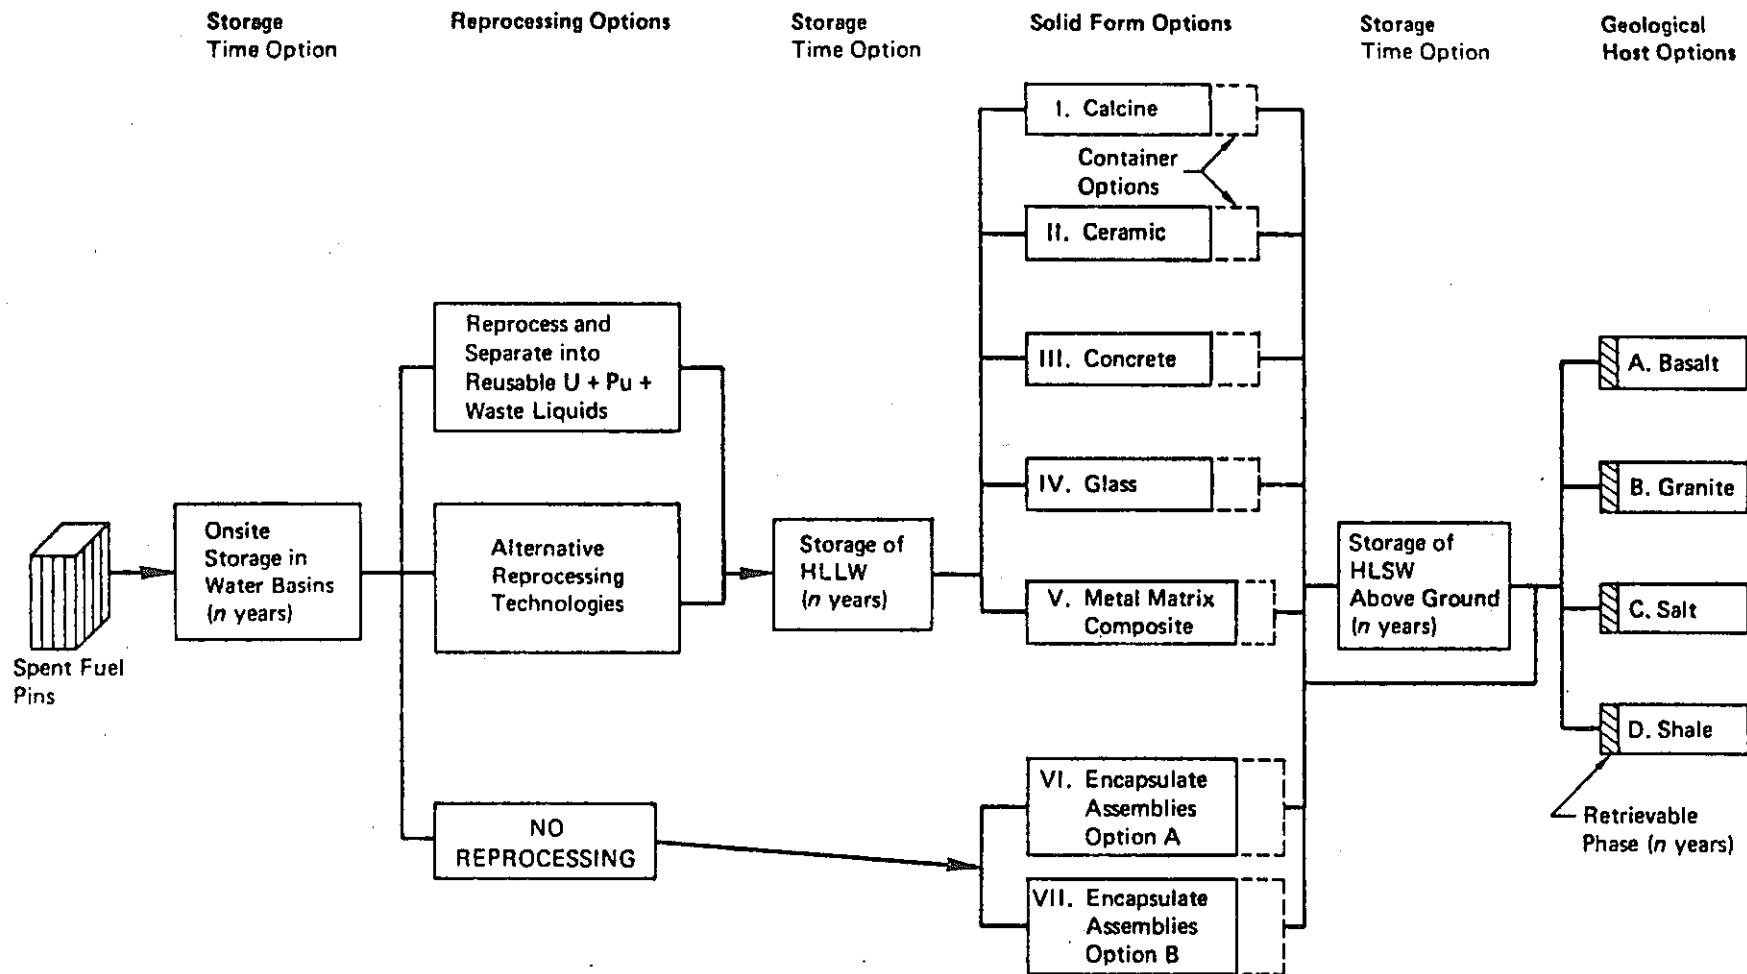 Storage
Time Option
Reprocessing Options
Storage
Time Option
Solid Form Options
Storage
Time Option
Geological
Host Options
Spent Fuel
Pins
Onsite
Storage in
Water Basins
(n years)
Reprocess and
Separate into
Reusable U + Pu +
Waste Liquids
Alternative
Reprocessing
Technologies
NO
REPROCESSING
Storage of
HLLW
(n years)
I. Calcine
Container
Options
II. Ceramic
III. Concrete
IV. Glass
V. Metal Matrix
Composite
VI. Encapsulate
Assemblies
Option A
VII. Encapsulate
Assemblies
Option B
Storage of
HLSW
Above Ground
(n years)
A. Basalt
B. Granite
C. Salt
D. Shale
Retrievable
Phase (n years)